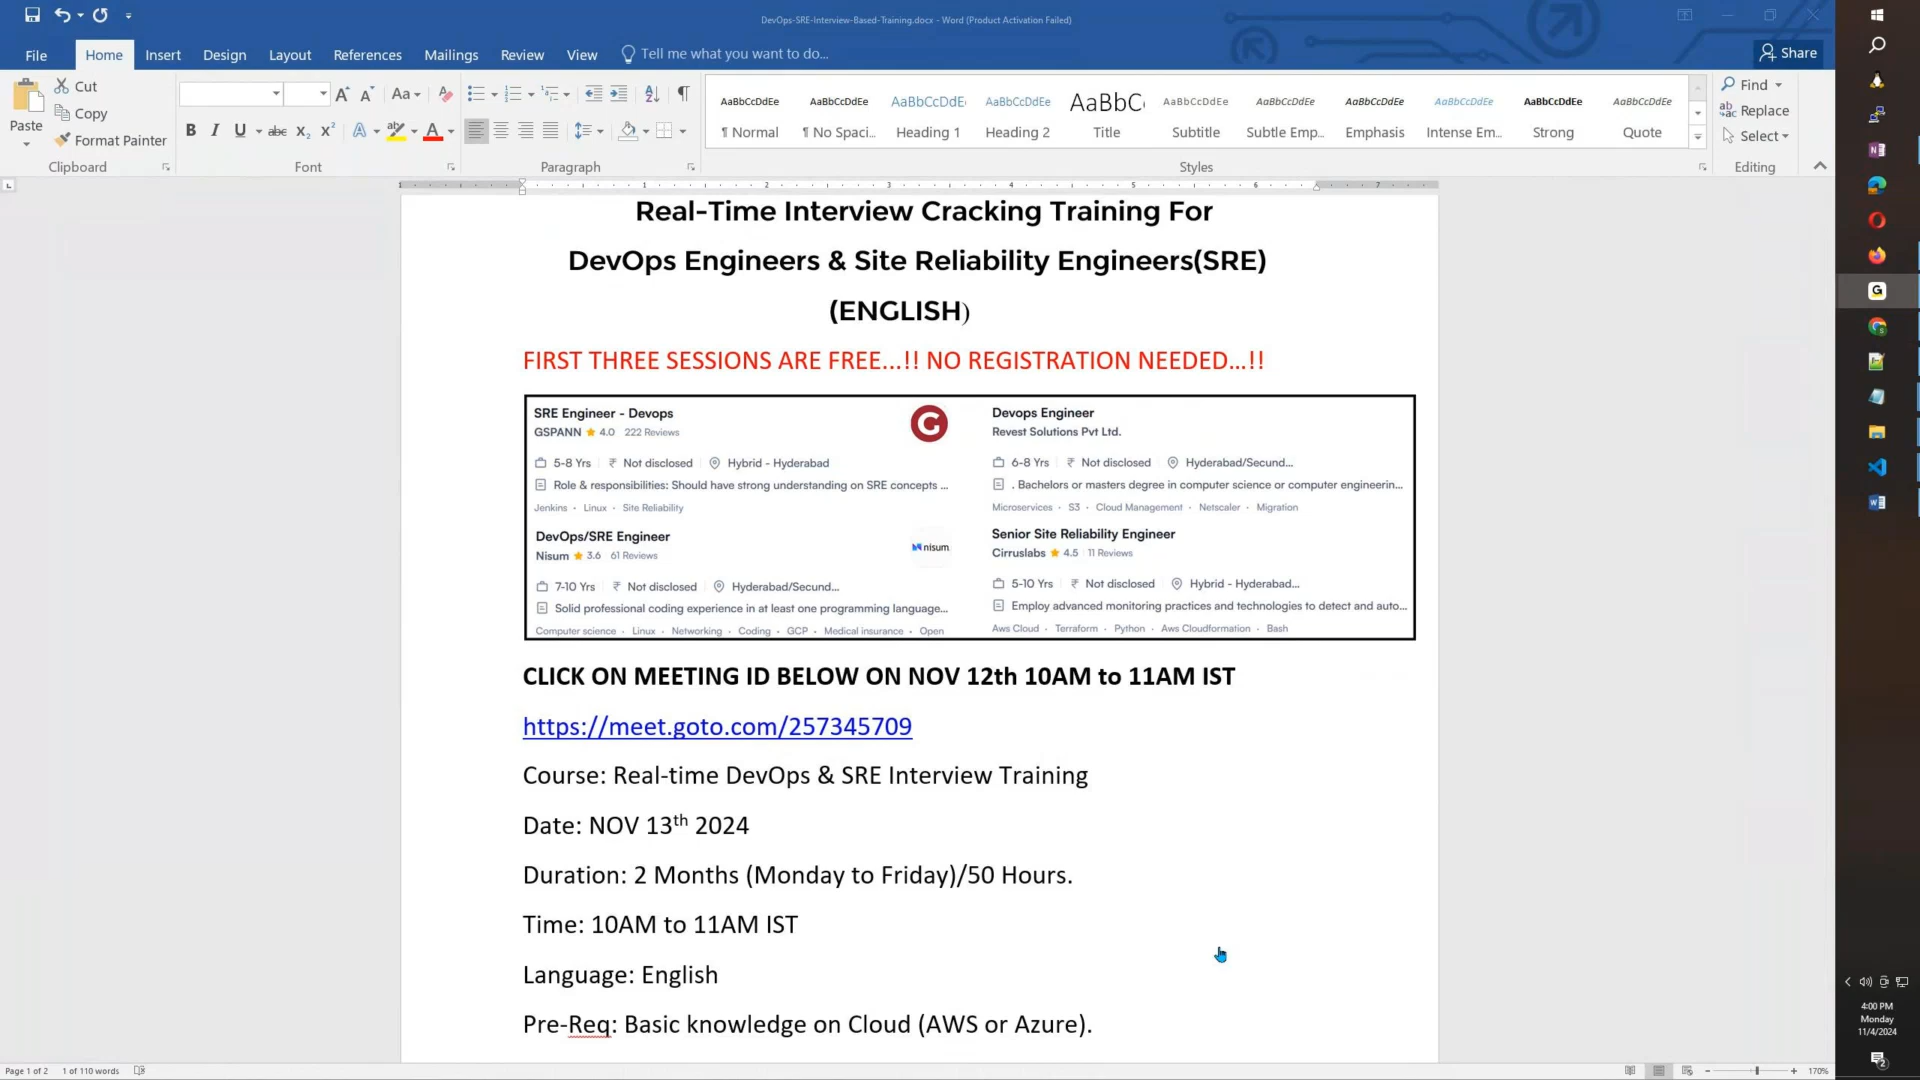 DevOps-SRE-Interview-Based-Training.docx - Word (Product Activation Failed)
File
Home
Insert
Design
Layout
References
Mailings
Review
View
Tell me what you want to do...
Share
Paste
Cut
Copy
Format Painter
Clipboard
Font
Paragraph
AaBbCcDdEe
¶ Normal
AaBbCcDdEe
¶ No Spaci...
AaBbCcDdE
Heading 1
AaBbCcDdEe
Heading 2
AaBbC
Title
AaBbCcDdEe
Subtitle
AaBbCcDdEe
Subtle Emp...
AaBbCcDdEe
Emphasis
AaBbCcDdEe
Intense Em...
AaBbCcDdEe
Strong
AaBbCcDdEe
Quote
Styles
Find
Replace
Select
Editing
Real-Time Interview Cracking Training For
DevOps Engineers & Site Reliability Engineers(SRE)
(ENGLISH)
FIRST THREE SESSIONS ARE FREE...!! NO REGISTRATION NEEDED...!!
SRE Engineer - Devops
GSPANN ★ 4.0 222 Reviews
5-8 Yrs ₹ Not disclosed Hybrid - Hyderabad
Role & responsibilities: Should have strong understanding on SRE concepts ...
Jenkins · Linux · Site Reliability
Devops Engineer
Revest Solutions Pvt Ltd.
6-8 Yrs ₹ Not disclosed Hyderabad/Secund...
. Bachelors or masters degree in computer science or computer engineerin...
Microservices · S3 · Cloud Management · Netscaler · Migration
DevOps/SRE Engineer
Nisum ★ 3.6 61 Reviews
nisum
7-10 Yrs ₹ Not disclosed Hyderabad/Secund...
Solid professional coding experience in at least one programming language...
Computer science · Linux · Networking · Coding · GCP · Medical insurance · Open
Senior Site Reliability Engineer
Cirruslabs ★ 4.5 11 Reviews
5-10 Yrs ₹ Not disclosed Hybrid - Hyderabad...
Employ advanced monitoring practices and technologies to detect and auto...
Aws Cloud · Terraform · Python · Aws Cloudformation · Bash
CLICK ON MEETING ID BELOW ON NOV 12th 10AM to 11AM IST
https://meet.goto.com/257345709
Course: Real-time DevOps & SRE Interview Training
Date: NOV 13th 2024
Duration: 2 Months (Monday to Friday)/50 Hours.
Time: 10AM to 11AM IST
Language: English
Pre-Req: Basic knowledge on Cloud (AWS or Azure).
Page 1 of 2 1 of 110 words
170%
4:00 PM
Monday
11/4/2024